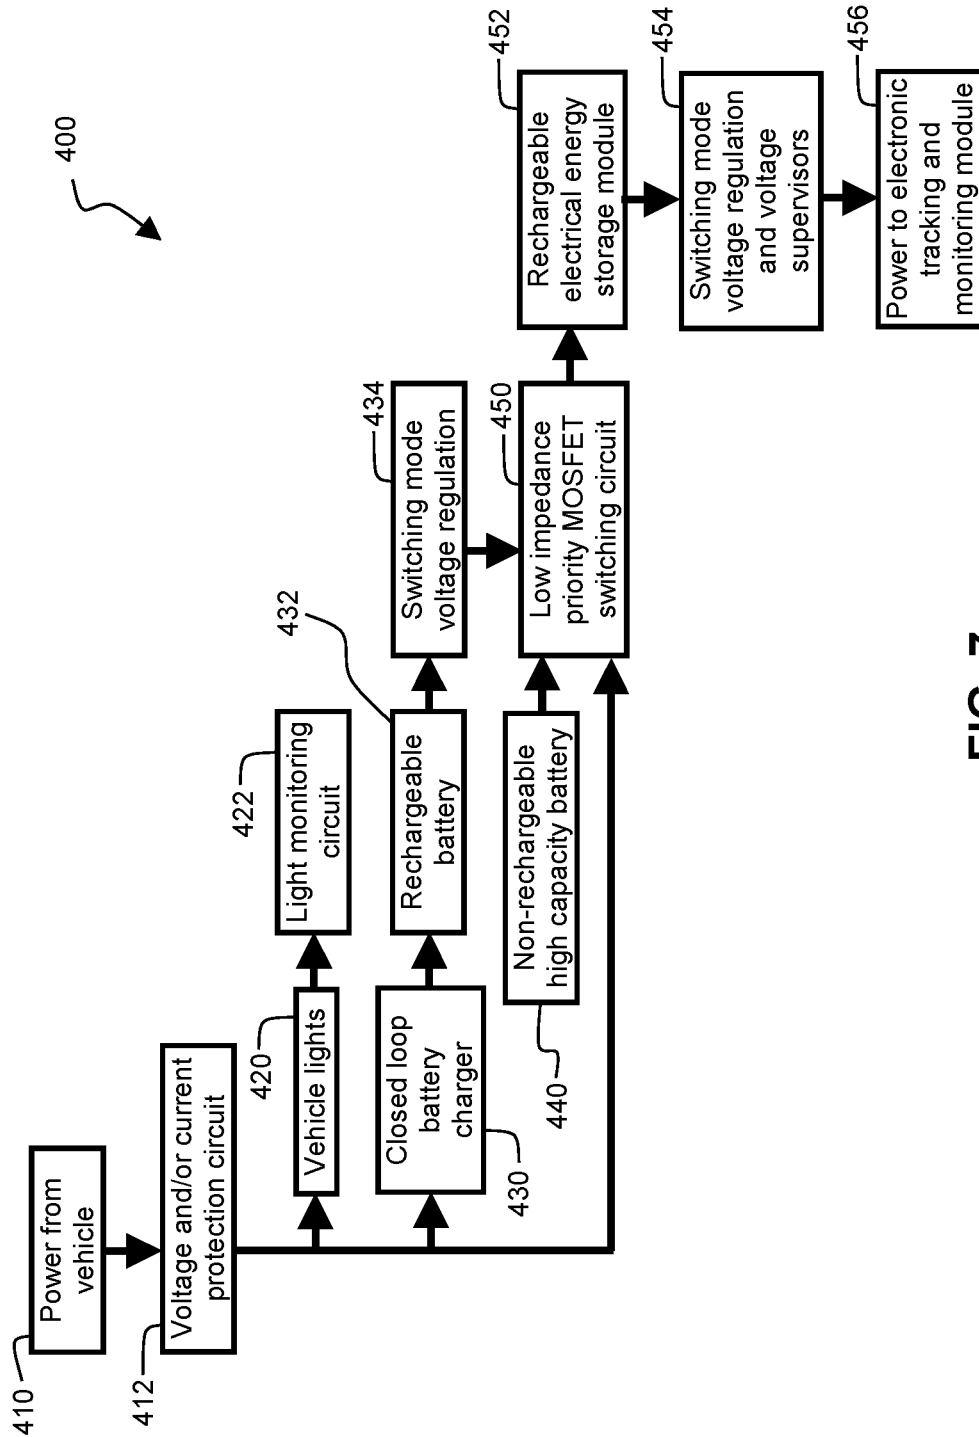 400
410
Power from
vehicle
412
Voltage and/or current
protection circuit
420
Vehicle lights
422
Light monitoring
circuit
430
Closed loop
battery
charger
432
Rechargeable
battery
434
Switching mode
voltage regulation
440
Non-rechargeable
high capacity battery
450
Low impedance
priority MOSFET
switching circuit
452
Rechargeable
electrical energy
storage module
454
Switching mode
voltage regulation
and voltage
supervisors
456
Power to electronic
tracking and
monitoring module
FIG. 7